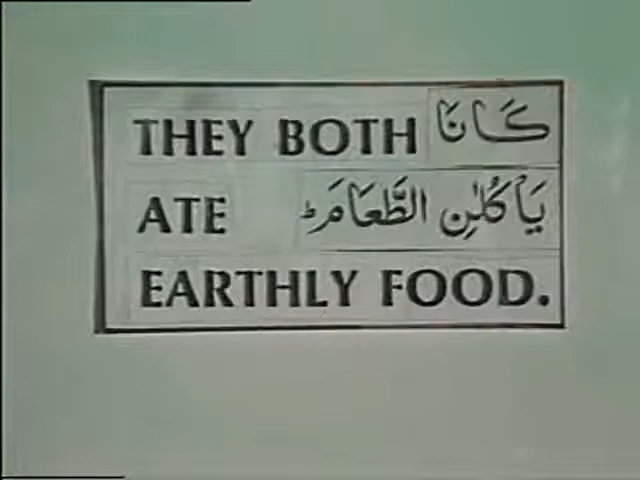 THEY BOTH كَانَا
ATE يَأْكُلٰنِ الطَّعَامَ ؕ
EARTHLY FOOD.